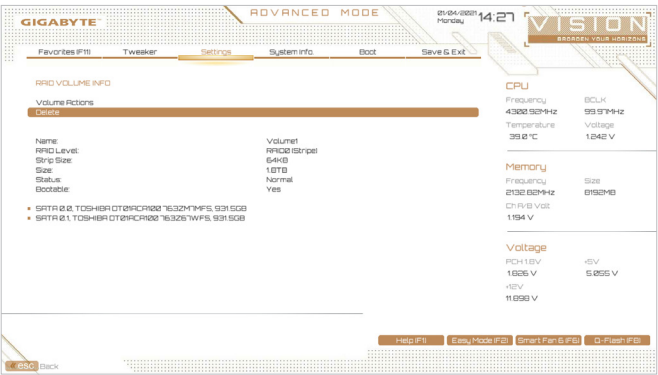 GIGABYTE™
ADVANCED MODE
01/04/2021 Monday 14:27
VISION
BROADEN YOUR HORIZONS
Favorites (F11) Tweaker Settings System Info. Boot Save & Exit
RAID VOLUME INFO
Volume Actions
Delete
Name: Volume1
RAID Level: RAID0 (Stripe)
Strip Size: 64KB
Size: 1.8TB
Status: Normal
Bootable: Yes
SATA 0.0, TOSHIBA DT01ACA100 7632M7MFS, 931.5GB
SATA 0.1, TOSHIBA DT01ACA100 763Z67WFS, 931.5GB
CPU
Frequency BCLK
4300.92MHz 99.97MHz
Temperature Voltage
39.0 °C 1.242 V
Memory
Frequency Size
2132.82MHz 8192MB
Ch A/B Volt
1.194 V
Voltage
PCH 1.8V +5V
1.826 V 5.055 V
+12V
11.898 V
Help (F1) Easy Mode (F2) Smart Fan 6 (F6) Q-Flash (F8)
esc Back